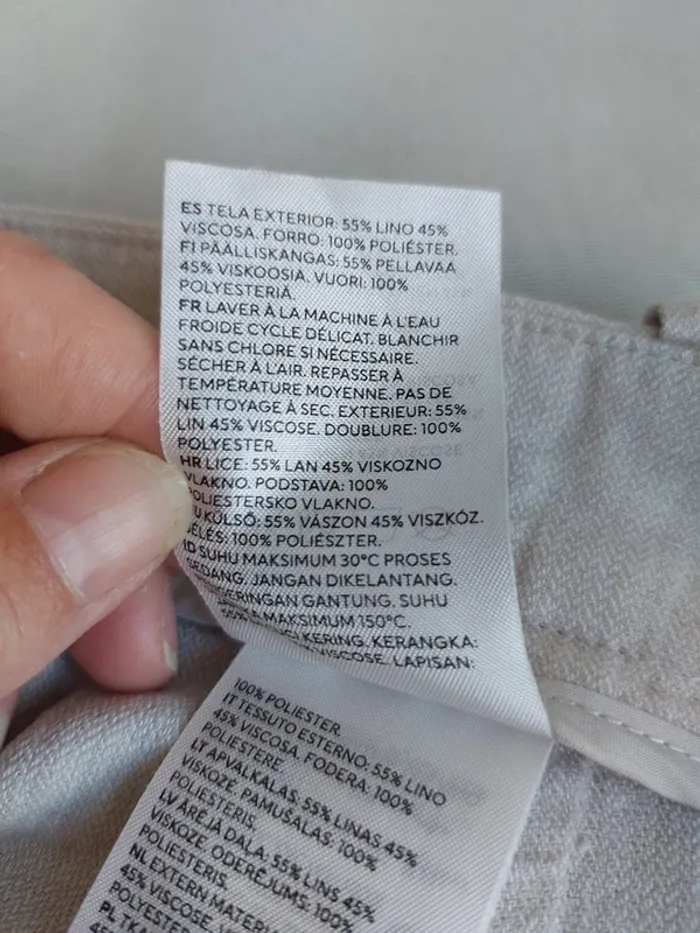 ES TELA EXTERIOR: 55% LINO 45%
VISCOSA. FORRO: 100% POLIÉSTER.
FI PÄÄLLISKANGAS: 55% PELLAVAA
45% VISKOOSIA. VUORI: 100%
POLYESTERIÄ.
FR LAVER À LA MACHINE À L'EAU
FROIDE CYCLE DÉLICAT. BLANCHIR
SANS CHLORE SI NÉCESSAIRE.
SÉCHER À L'AIR. REPASSER À
TEMPÉRATURE MOYENNE. PAS DE
NETTOYAGE À SEC. EXTERIEUR: 55%
LIN 45% VISCOSE. DOUBLURE: 100%
POLYESTER.
HR LICE: 55% LAN 45% VISKOZNO
VLAKNO. PODSTAVA: 100%
POLIESTERSKO VLAKNO.
KÜLSŐ: 55% VÁSZON 45% VISZKÓZ.
100% POLIÉSZTER.
ID SUHU MAKSIMUM 30°C PROSES
SEDANG. JANGAN DIKELANTANG.
GANTUNG. SUHU
MAKSIMUM 150°C.
KERING. KERANGKA:
VISCOSE. LAPISAN:
100% POLIESTER.
IT TESSUTO ESTERNO: 55% LINO
45% VISCOSA. FODERA: 100%
POLIESTERE.
LT APVALKALAS: 55% LINAS 45%
VISKOZĖ. PAMUŠALAS: 100%
POLIESTERIS.
LV ĀRĒJĀ DAĻA: 55% LINS 45%
VISKOZE. ODERĒJUMS: 100%
POLIESTERIS.
NL EXTERN
45% VISCOSE.
POLYESTER
PL
45%